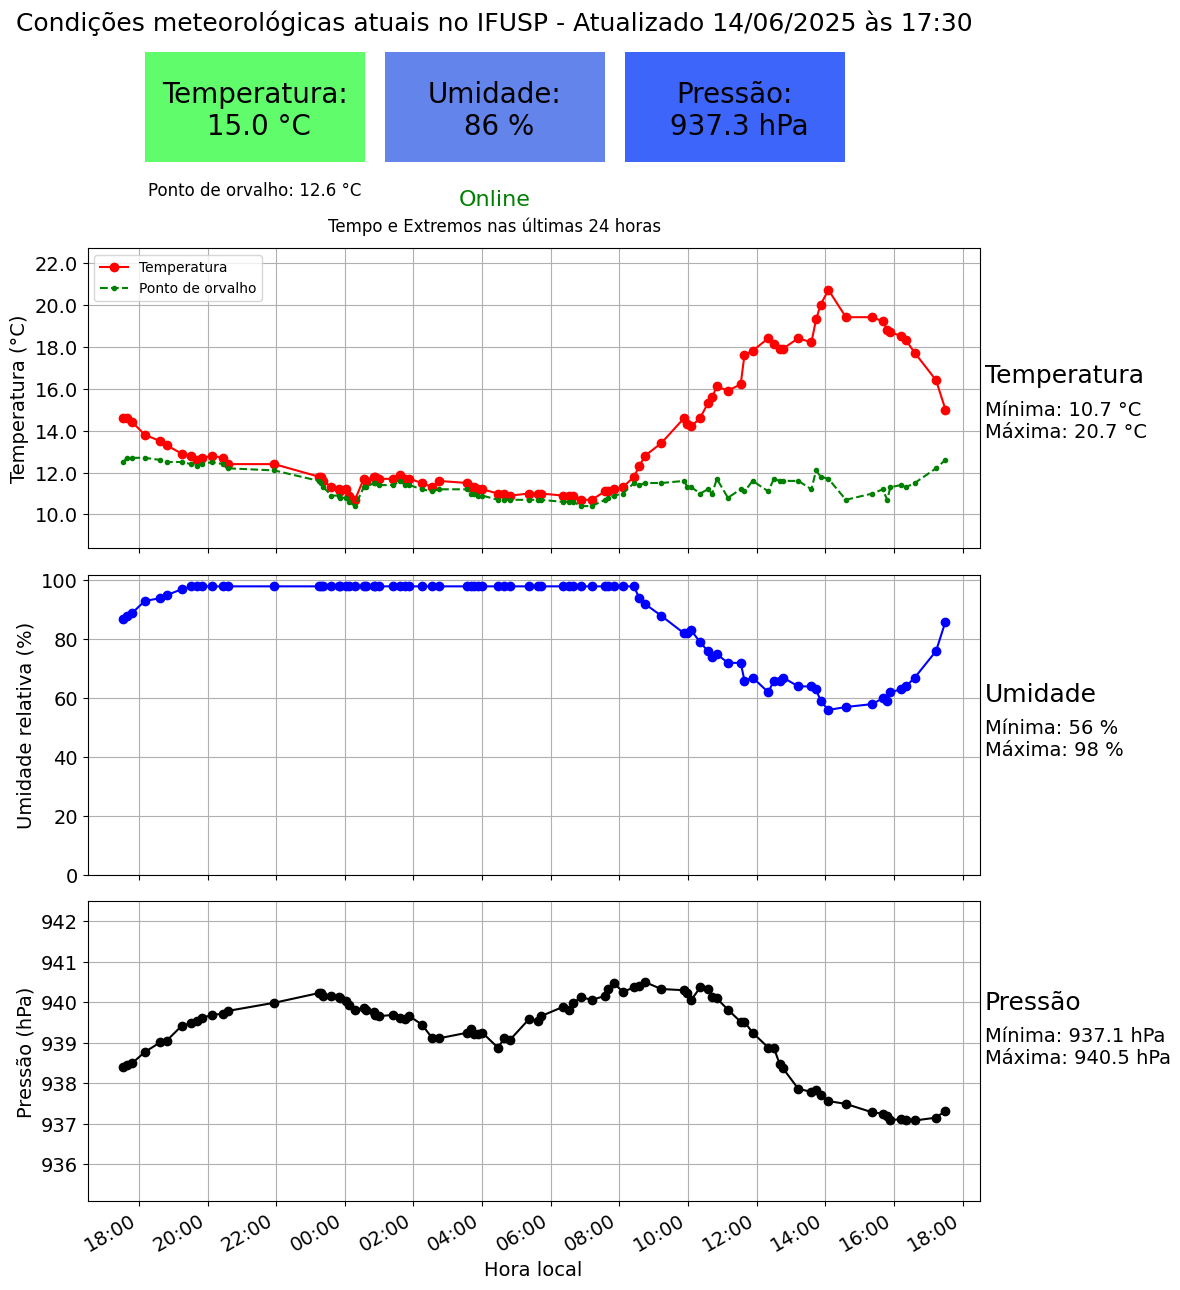 Condições meteorológicas atuais no IFUSP - Atualizado 14/06/2025 às 17:30
Temperatura:
15.0 °C
Umidade:
86 %
Pressão:
937.3 hPa
Ponto de orvalho: 12.6 °C
Online
Tempo e Extremos nas últimas 24 horas
Temperatura (°C)
22.0
20.0
18.0
16.0
14.0
12.0
10.0
Temperatura
Ponto de orvalho
Temperatura
Mínima: 10.7 °C
Máxima: 20.7 °C
Umidade relativa (%)
100
80
60
40
20
0
Umidade
Mínima: 56 %
Máxima: 98 %
Pressão (hPa)
942
941
940
939
938
937
936
Pressão
Mínima: 937.1 hPa
Máxima: 940.5 hPa
18:00
20:00
22:00
00:00
02:00
04:00
06:00
08:00
10:00
12:00
14:00
16:00
18:00
Hora local